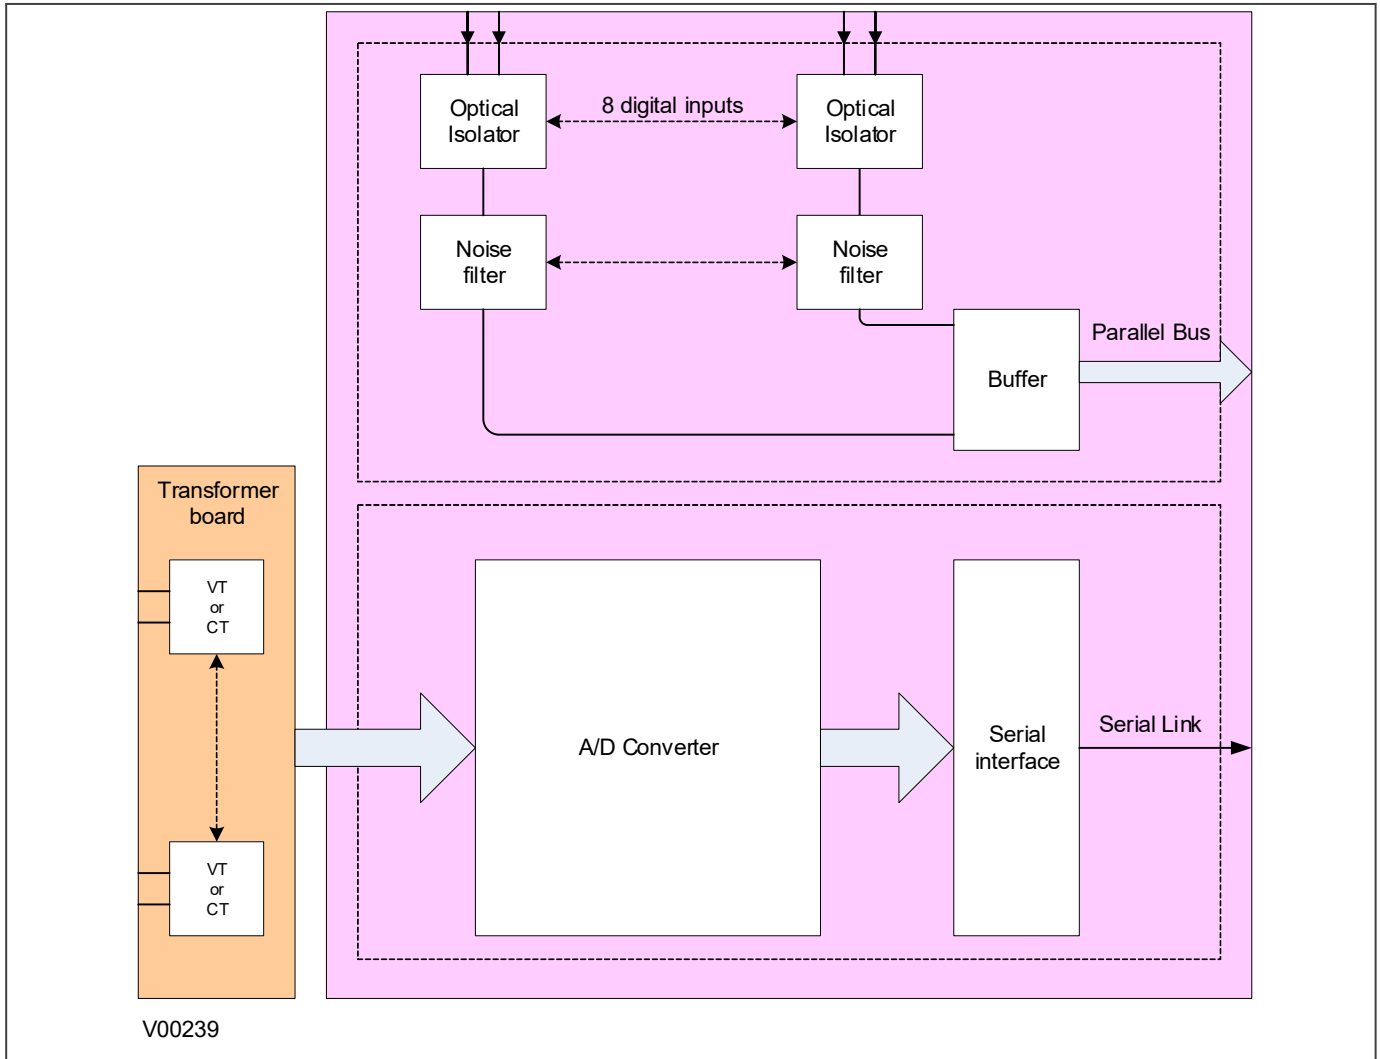 Optical
Isolator
8 digital inputs
Optical
Isolator
Noise
filter
Noise
filter
Parallel Bus
Buffer
Transformer
board
VT
or
CT
A/D Converter
Serial
interface
Serial Link
VT
or
CT
V00239